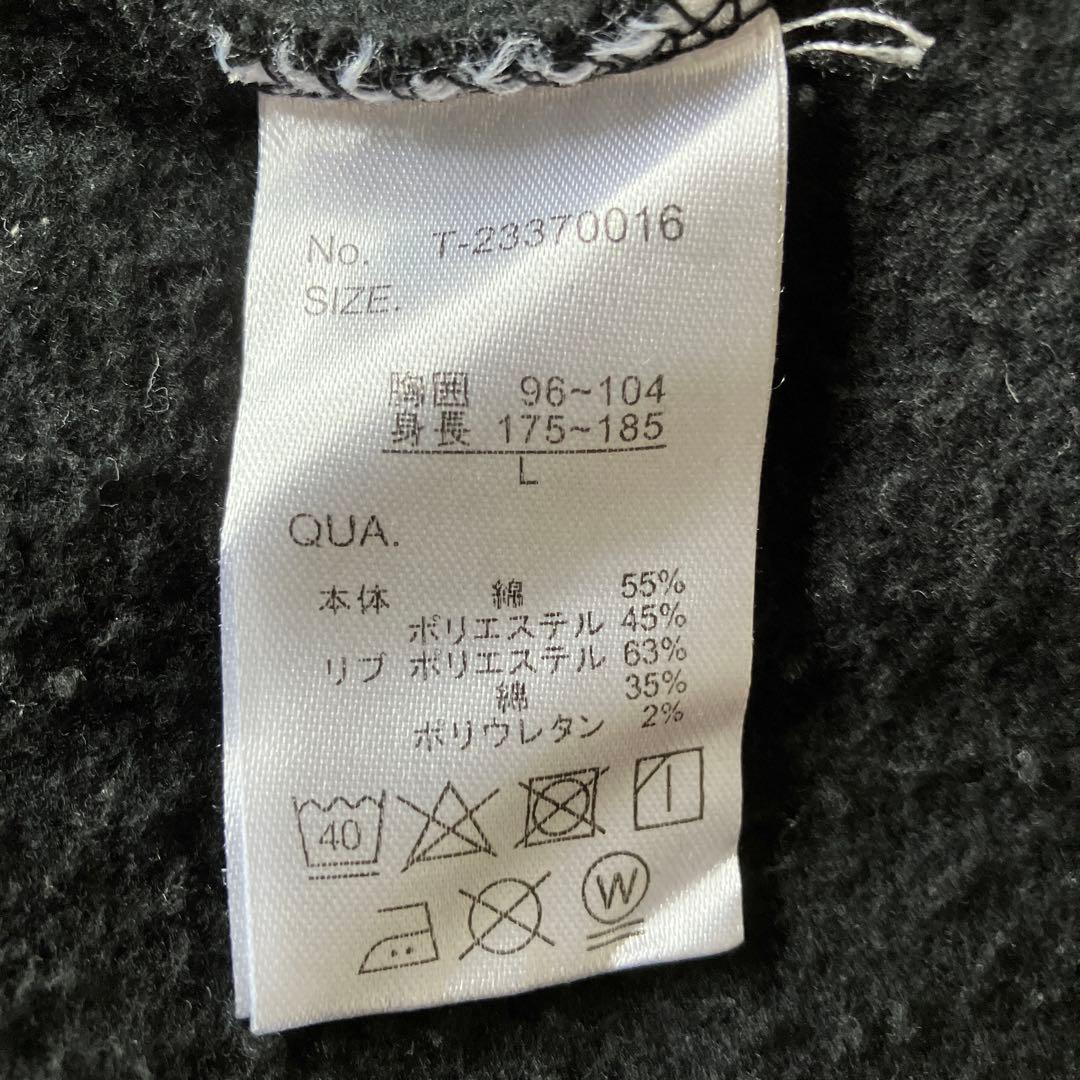 No. T-23370016
SIZE.
胸囲 96~104
身長 175~185
L
QUA.
本体 綿 55%
ポリエステル 45%
リブ ポリエステル 63%
綿 35%
ポリウレタン 2%
40
W